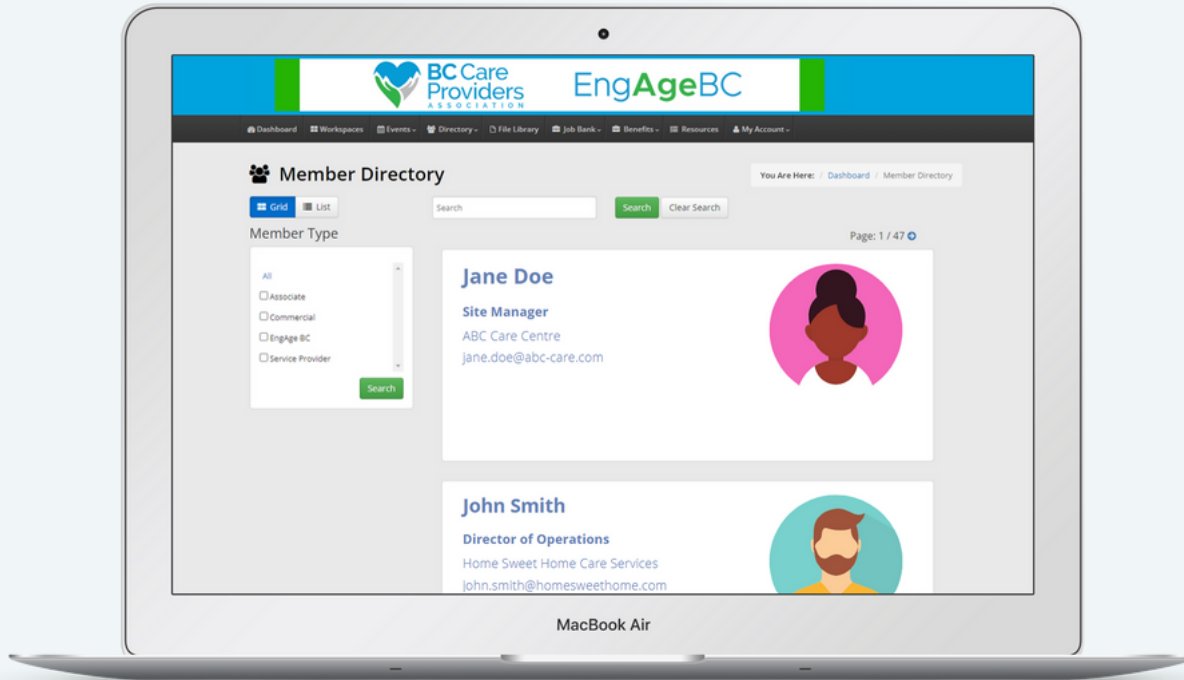 BC Care
Providers
ASSOCIATION
EngAgeBC
Dashboard Workspaces Events Directory File Library Job Bank Benefits Resources My Account
Member Directory
You Are Here: / Dashboard / Member Directory
Grid List Search Search Clear Search
Member Type
Page: 1 / 47
All
Associate
Commercial
EngAge BC
Service Provider
Search
Jane Doe
Site Manager
ABC Care Centre
jane.doe@abc-care.com
John Smith
Director of Operations
Home Sweet Home Care Services
john.smith@homesweethome.com
MacBook Air